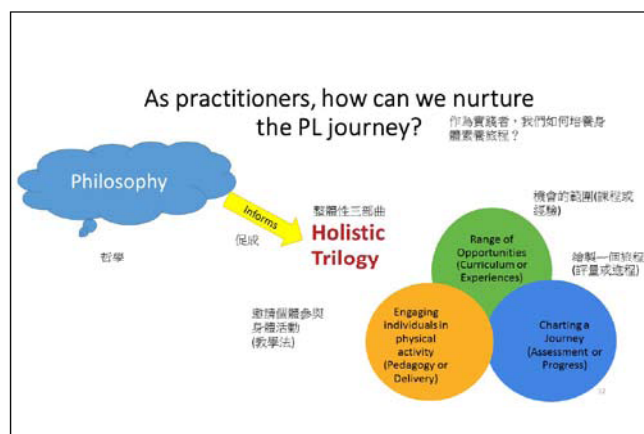 As practitioners, how can we nurture
the PL journey?
作為實踐者，我們如何培養身
體素養旅程？
Philosophy
哲學
Informs
促成
整體性三部曲
Holistic
Trilogy
機會的範圍(課程或
經驗)
Range of
Opportunities
(Curriculum or
Experiences)
繪製一個旅程
(評量或進程)
邀請個體參與
身體活動
(教學法)
Engaging
individuals in
physical
activity
(Pedagogy or
Delivery)
Charting a
Journey
(Assessment or
Progress)